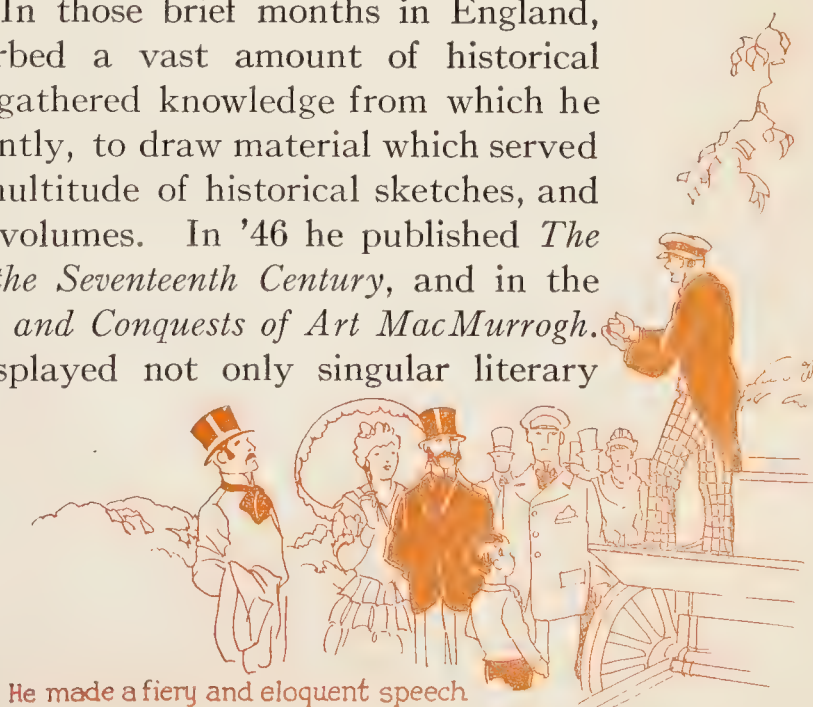 In those brief months in England,
rbed a vast amount of historical
gathered knowledge from which he
ntly, to draw material which served
nultitude of historical sketches, and
volumes. In ’46 he published The
the Seventeenth Century, and in the
and Conquests of Art MacMurrogh.
splayed not only singular literary
He made a fiery and eloquent speech